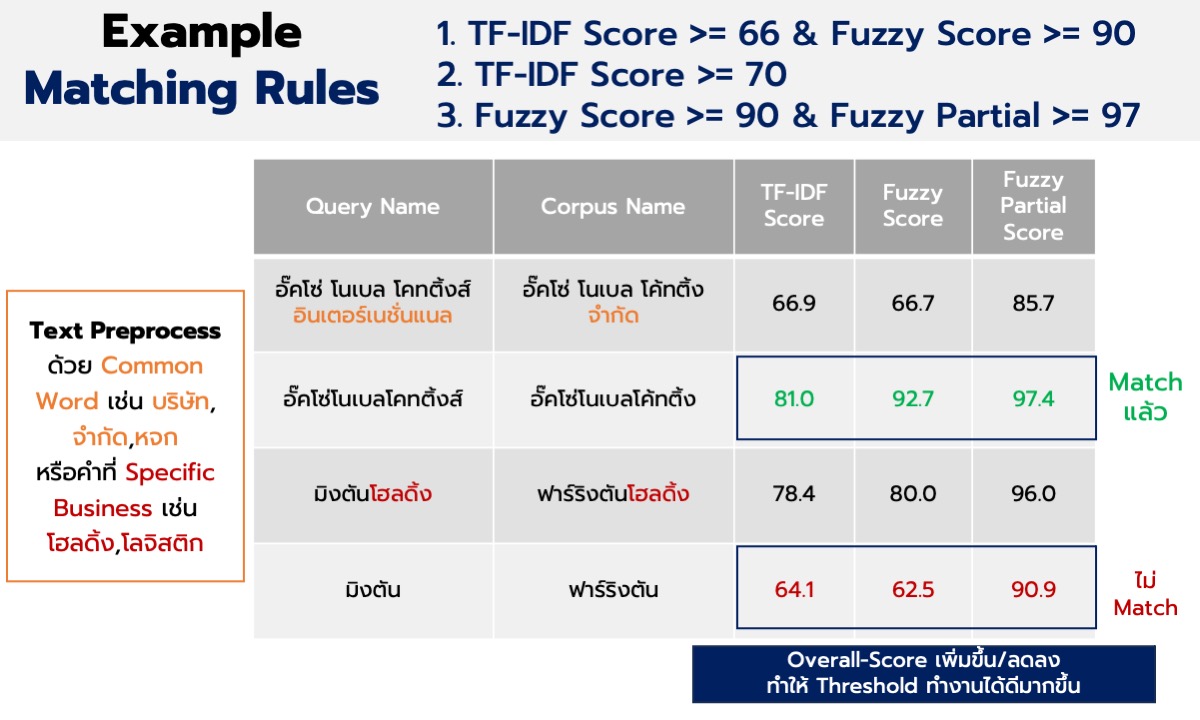 Example
Matching Rules
1. TF-IDF Score >= 66 & Fuzzy Score >= 90
2. TF-IDF Score >= 70
3. Fuzzy Score >= 90 & Fuzzy Partial >= 97
Text Preprocess
ด้วย Common
Word เช่น บริษัท,
จำกัด,หจก
หรือคำที่ Specific
Business เช่น
โฮลดิ้ง,โลจิสติก
Query Name
Corpus Name
TF-IDF
Score
Fuzzy
Score
Fuzzy
Partial
Score
อั๊คโซ่ โนเบล โคทติ้งส์
อินเตอร์เนชั่นแนล
อั๊คโซ่ โนเบล โค้ทติ้ง
จำกัด
66.9
66.7
85.7
อั๊คโซ่โนเบลโคทติ้งส์
อั๊คโซ่โนเบลโค้ทติ้ง
81.0
92.7
97.4
Match
แล้ว
มิงตันโฮลดิ้ง
ฟาร์ริงตันโฮลดิ้ง
78.4
80.0
96.0
มิงตัน
ฟาร์ริงตัน
64.1
62.5
90.9
ไม่
Match
Overall-Score เพิ่มขึ้น/ลดลง
ทำให้ Threshold ทำงานได้ดีมากขึ้น